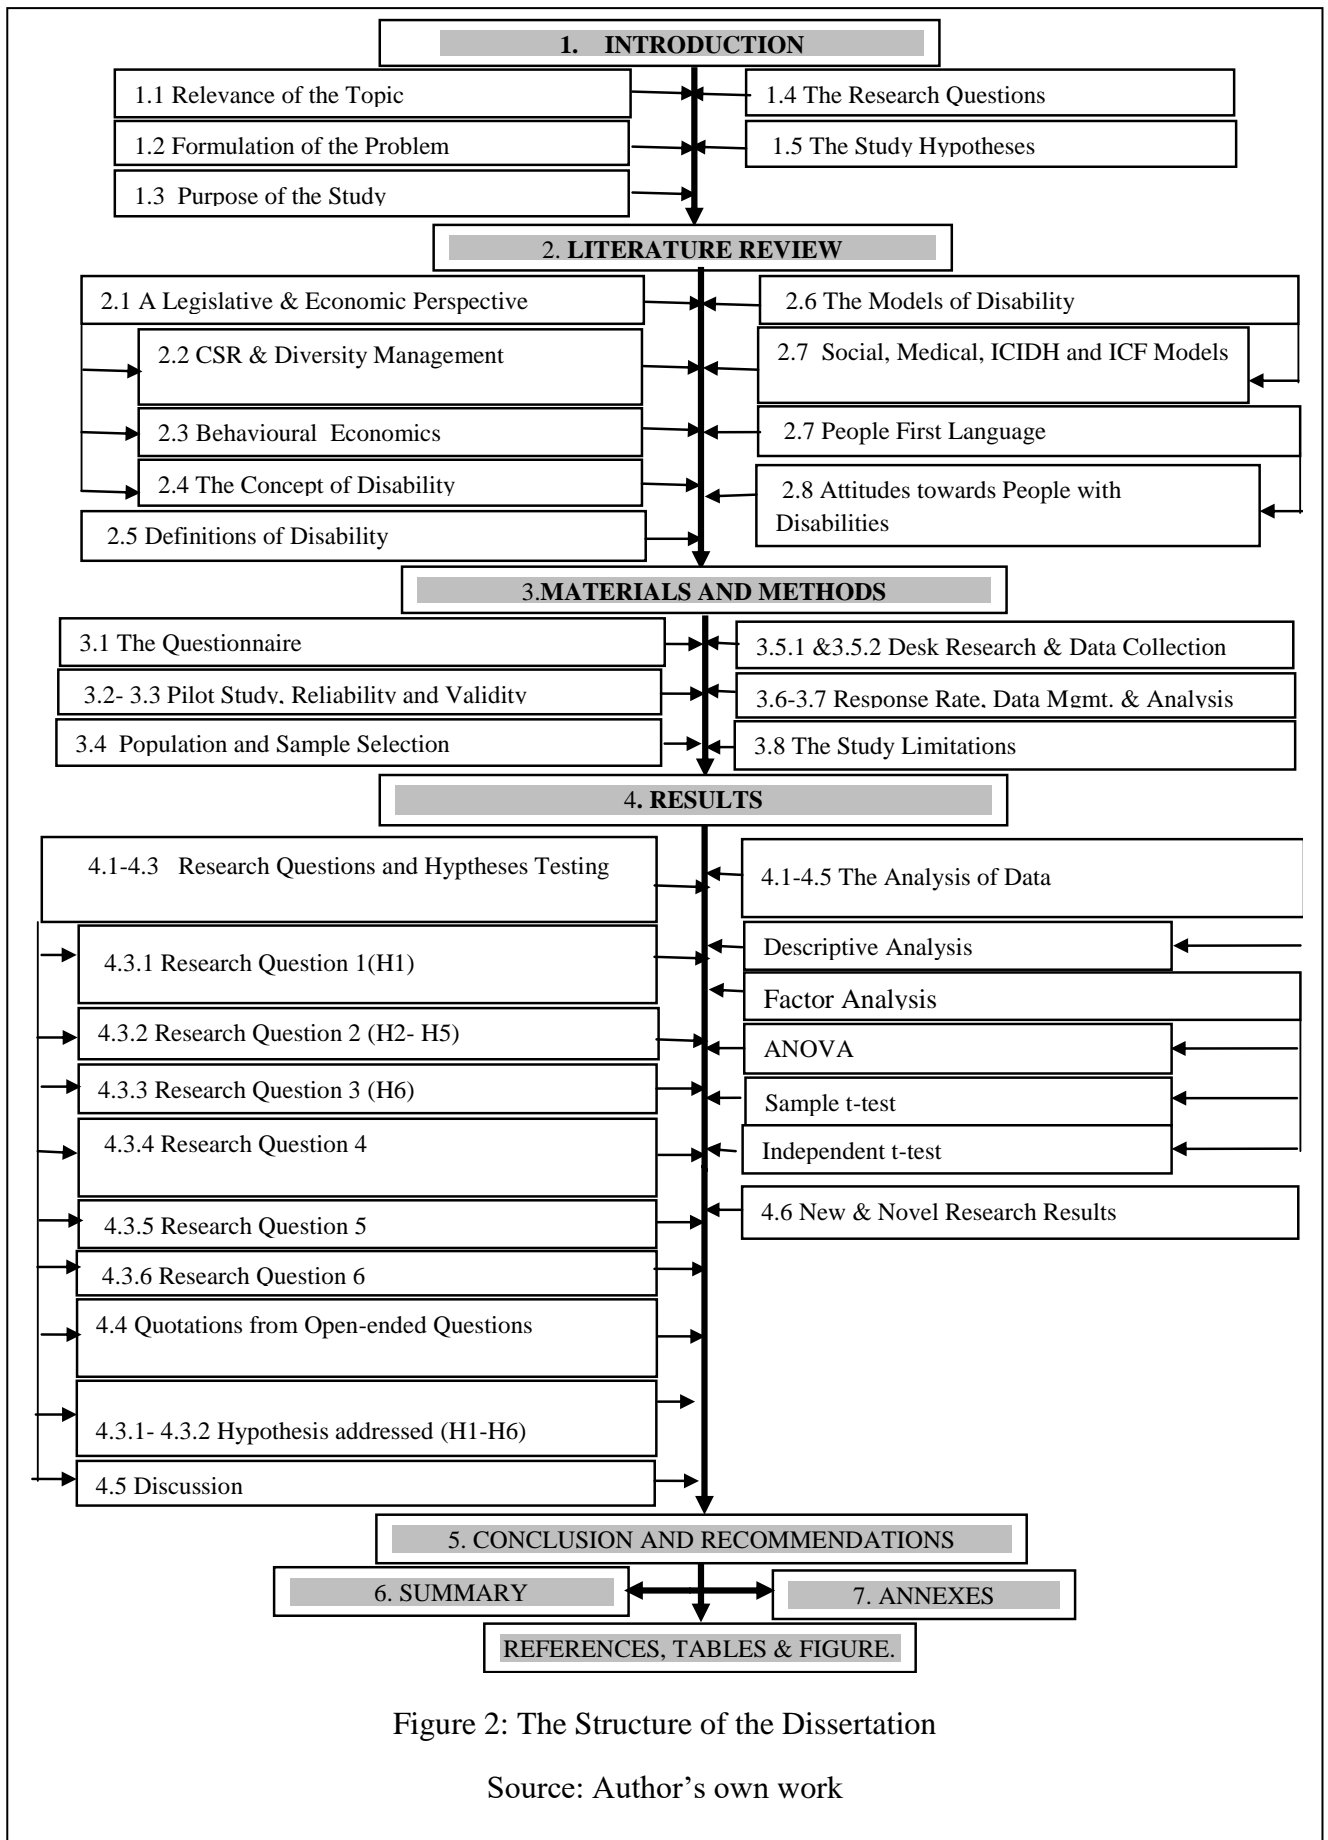 1. INTRODUCTION
1.1 Relevance of the Topic
1.2 Formulation of the Problem
1.3 Purpose of the Study
1.4 The Research Questions
1.5 The Study Hypotheses
2. LITERATURE REVIEW
2.1 A Legislative & Economic Perspective
2.2 CSR & Diversity Management
2.3 Behavioural Economics
2.4 The Concept of Disability
2.5 Definitions of Disability
2.6 The Models of Disability
2.7 Social, Medical, ICIDH and ICF Models
2.7 People First Language
2.8 Attitudes towards People with
Disabilities
3.MATERIALS AND METHODS
3.1 The Questionnaire
3.2- 3.3 Pilot Study, Reliability and Validity
3.4 Population and Sample Selection
3.5.1 &3.5.2 Desk Research & Data Collection
3.6-3.7 Response Rate, Data Mgmt. & Analysis
3.8 The Study Limitations
4. RESULTS
4.1-4.3 Research Questions and Hyptheses Testing
4.3.1 Research Question 1(H1)
4.3.2 Research Question 2 (H2- H5)
4.3.3 Research Question 3 (H6)
4.3.4 Research Question 4
4.3.5 Research Question 5
4.3.6 Research Question 6
4.4 Quotations from Open-ended Questions
4.3.1- 4.3.2 Hypothesis addressed (H1-H6)
4.5 Discussion
4.1-4.5 The Analysis of Data
Descriptive Analysis
Factor Analysis
ANOVA
Sample t-test
Independent t-test
4.6 New & Novel Research Results
5. CONCLUSION AND RECOMMENDATIONS
6. SUMMARY
7. ANNEXES
REFERENCES, TABLES & FIGURE.
Figure 2: The Structure of the Dissertation
Source: Author’s own work